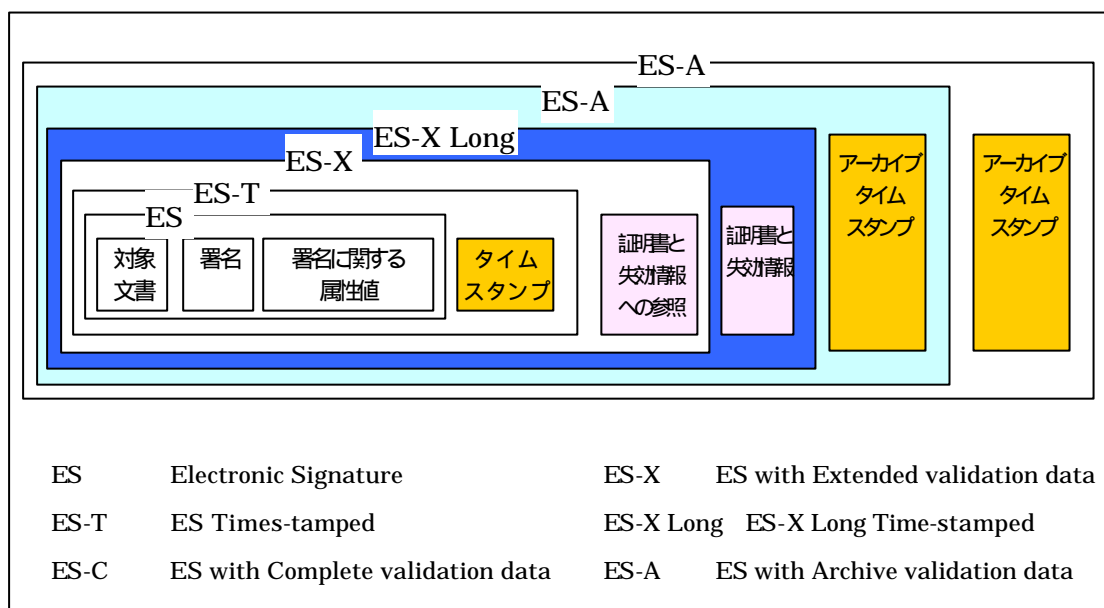 ES-A
ES-A
ES-X Long
ES-X
ES-T
ES
対象
文書
署名
署名に関する
属性値
タイム
スタンプ
証明書と
失効情報
への参照
証明書と
失効情報
アーカイブ
タイム
スタンプ
アーカイブ
タイム
スタンプ
ES Electronic Signature
ES-X ES with Extended validation data
ES-T ES Times-tamped
ES-X Long ES-X Long Time-stamped
ES-C ES with Complete validation data
ES-A ES with Archive validation data